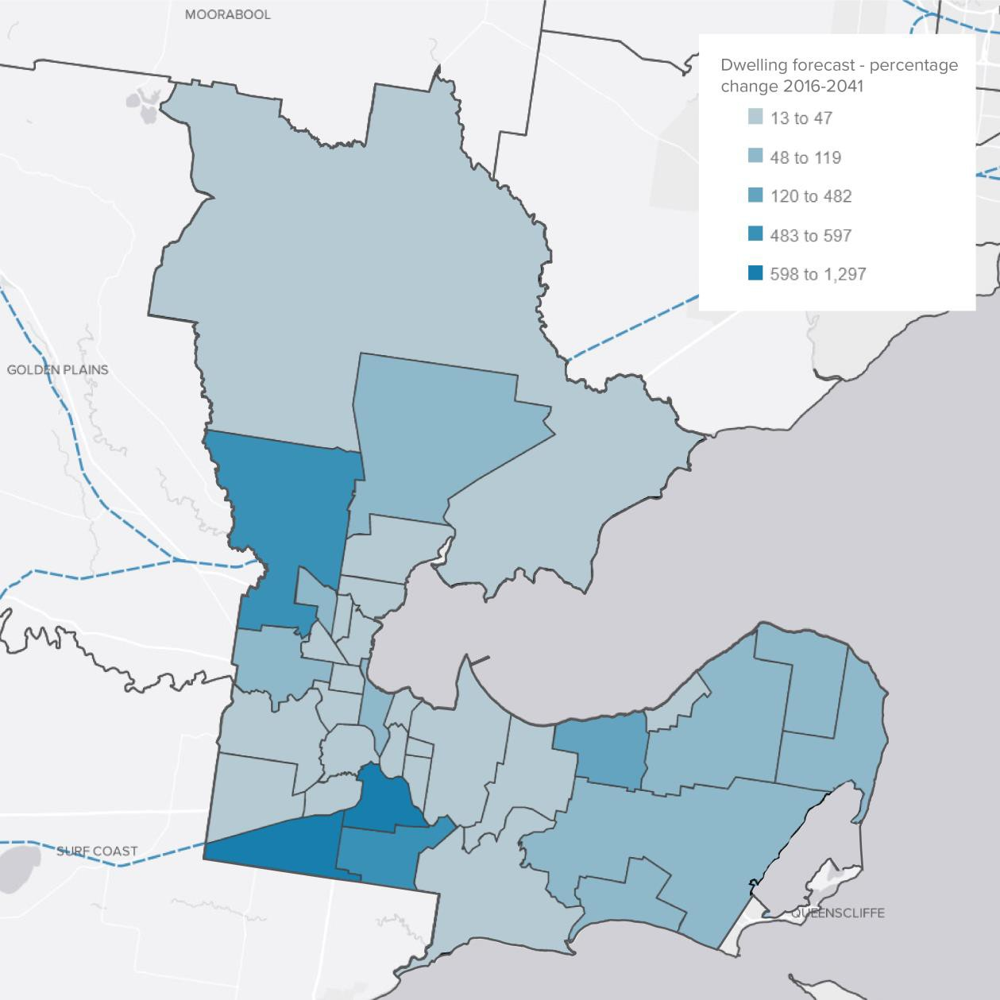 MOORABOOL
Dwelling forecast - percentage
change 2016-2041
13 to 47
48 to 119
120 to 482
483 to 597
598 to 1,297
GOLDEN PLAINS
SURF COAST
QUEENSCLIFFE